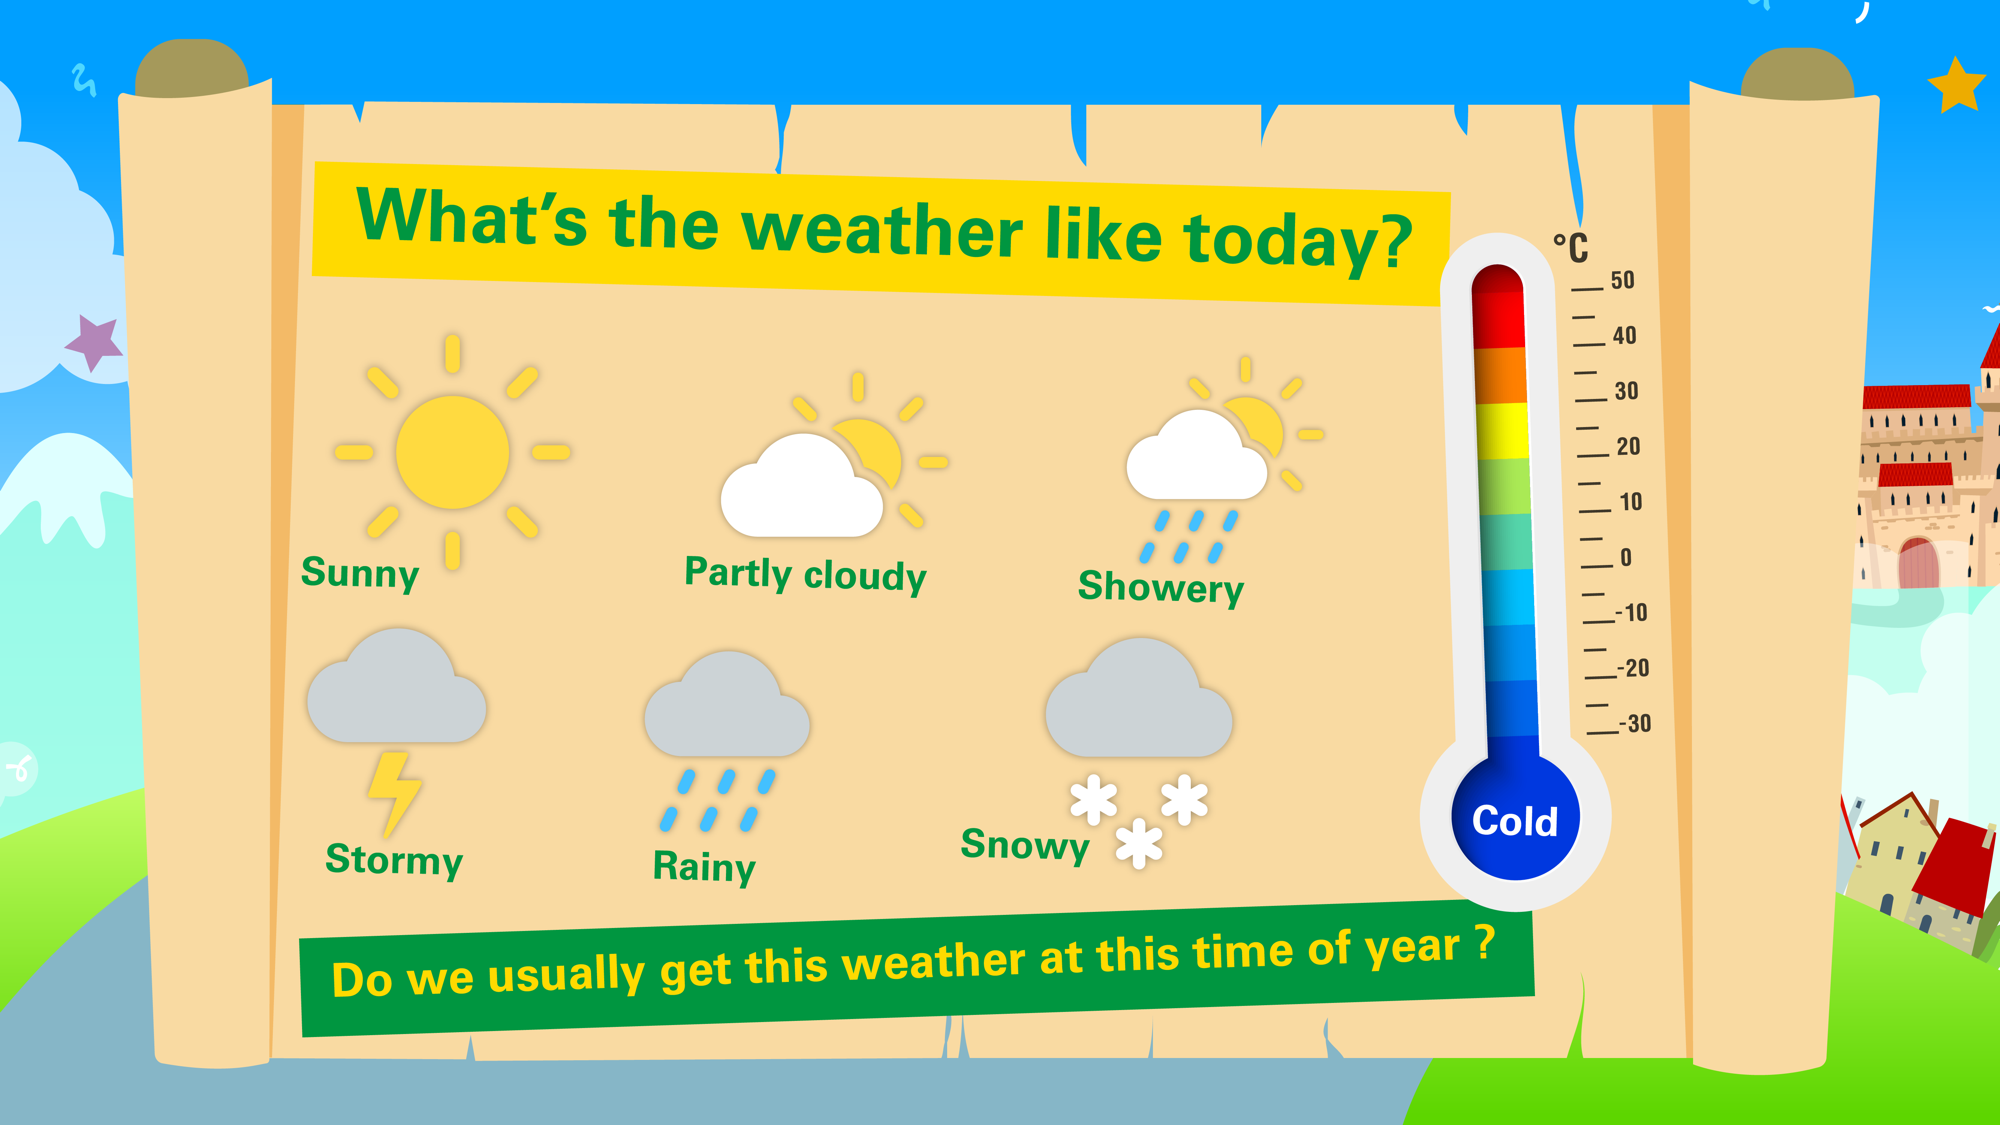 What's the weather like today?
°C
50
40
30
20
10
0
-10
-20
-30
Sunny
Partly cloudy
Showery
Stormy
Rainy
Snowy
Cold
Do we usually get this weather at this time of year ?